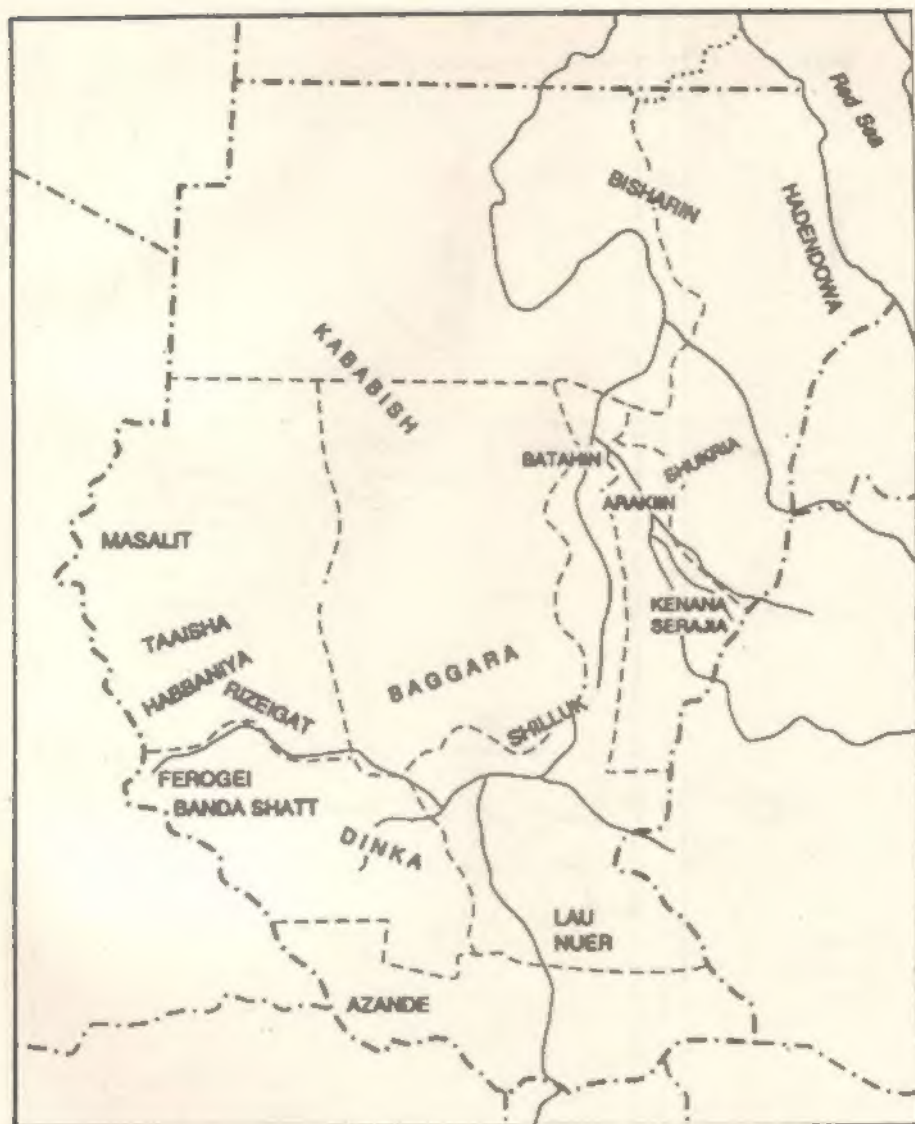 Red Sea
BISHARIN
HADENDOWA
KABABISH
BATAHIN
SHUKRIA
ARAKIIN
MASALIT
KENANA
SERAJIA
TAAISHA
HABBANIYA
RIZEIGAT
BAGGARA
SHILLUK
FEROGEI
BANDA SHATT
DINKA
LAU
NUER
AZANDE